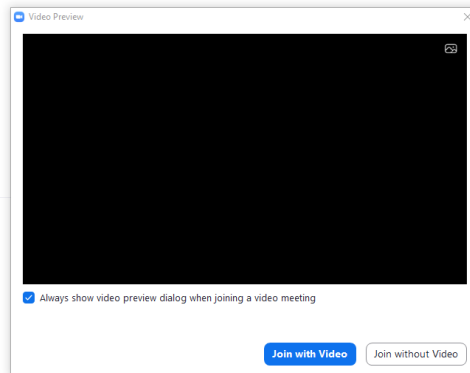 Video Preview
Always show video preview dialog when joining a video meeting
Join with Video
Join without Video